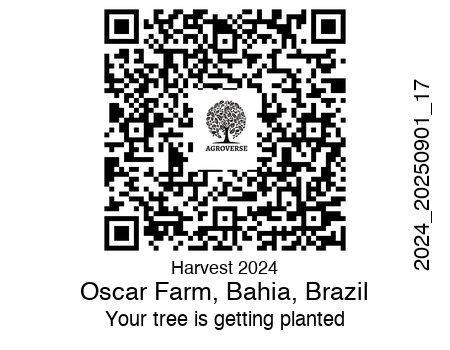 AGROVERSE
Harvest 2024
Oscar Farm, Bahia, Brazil
Your tree is getting planted
2024_20250901_17